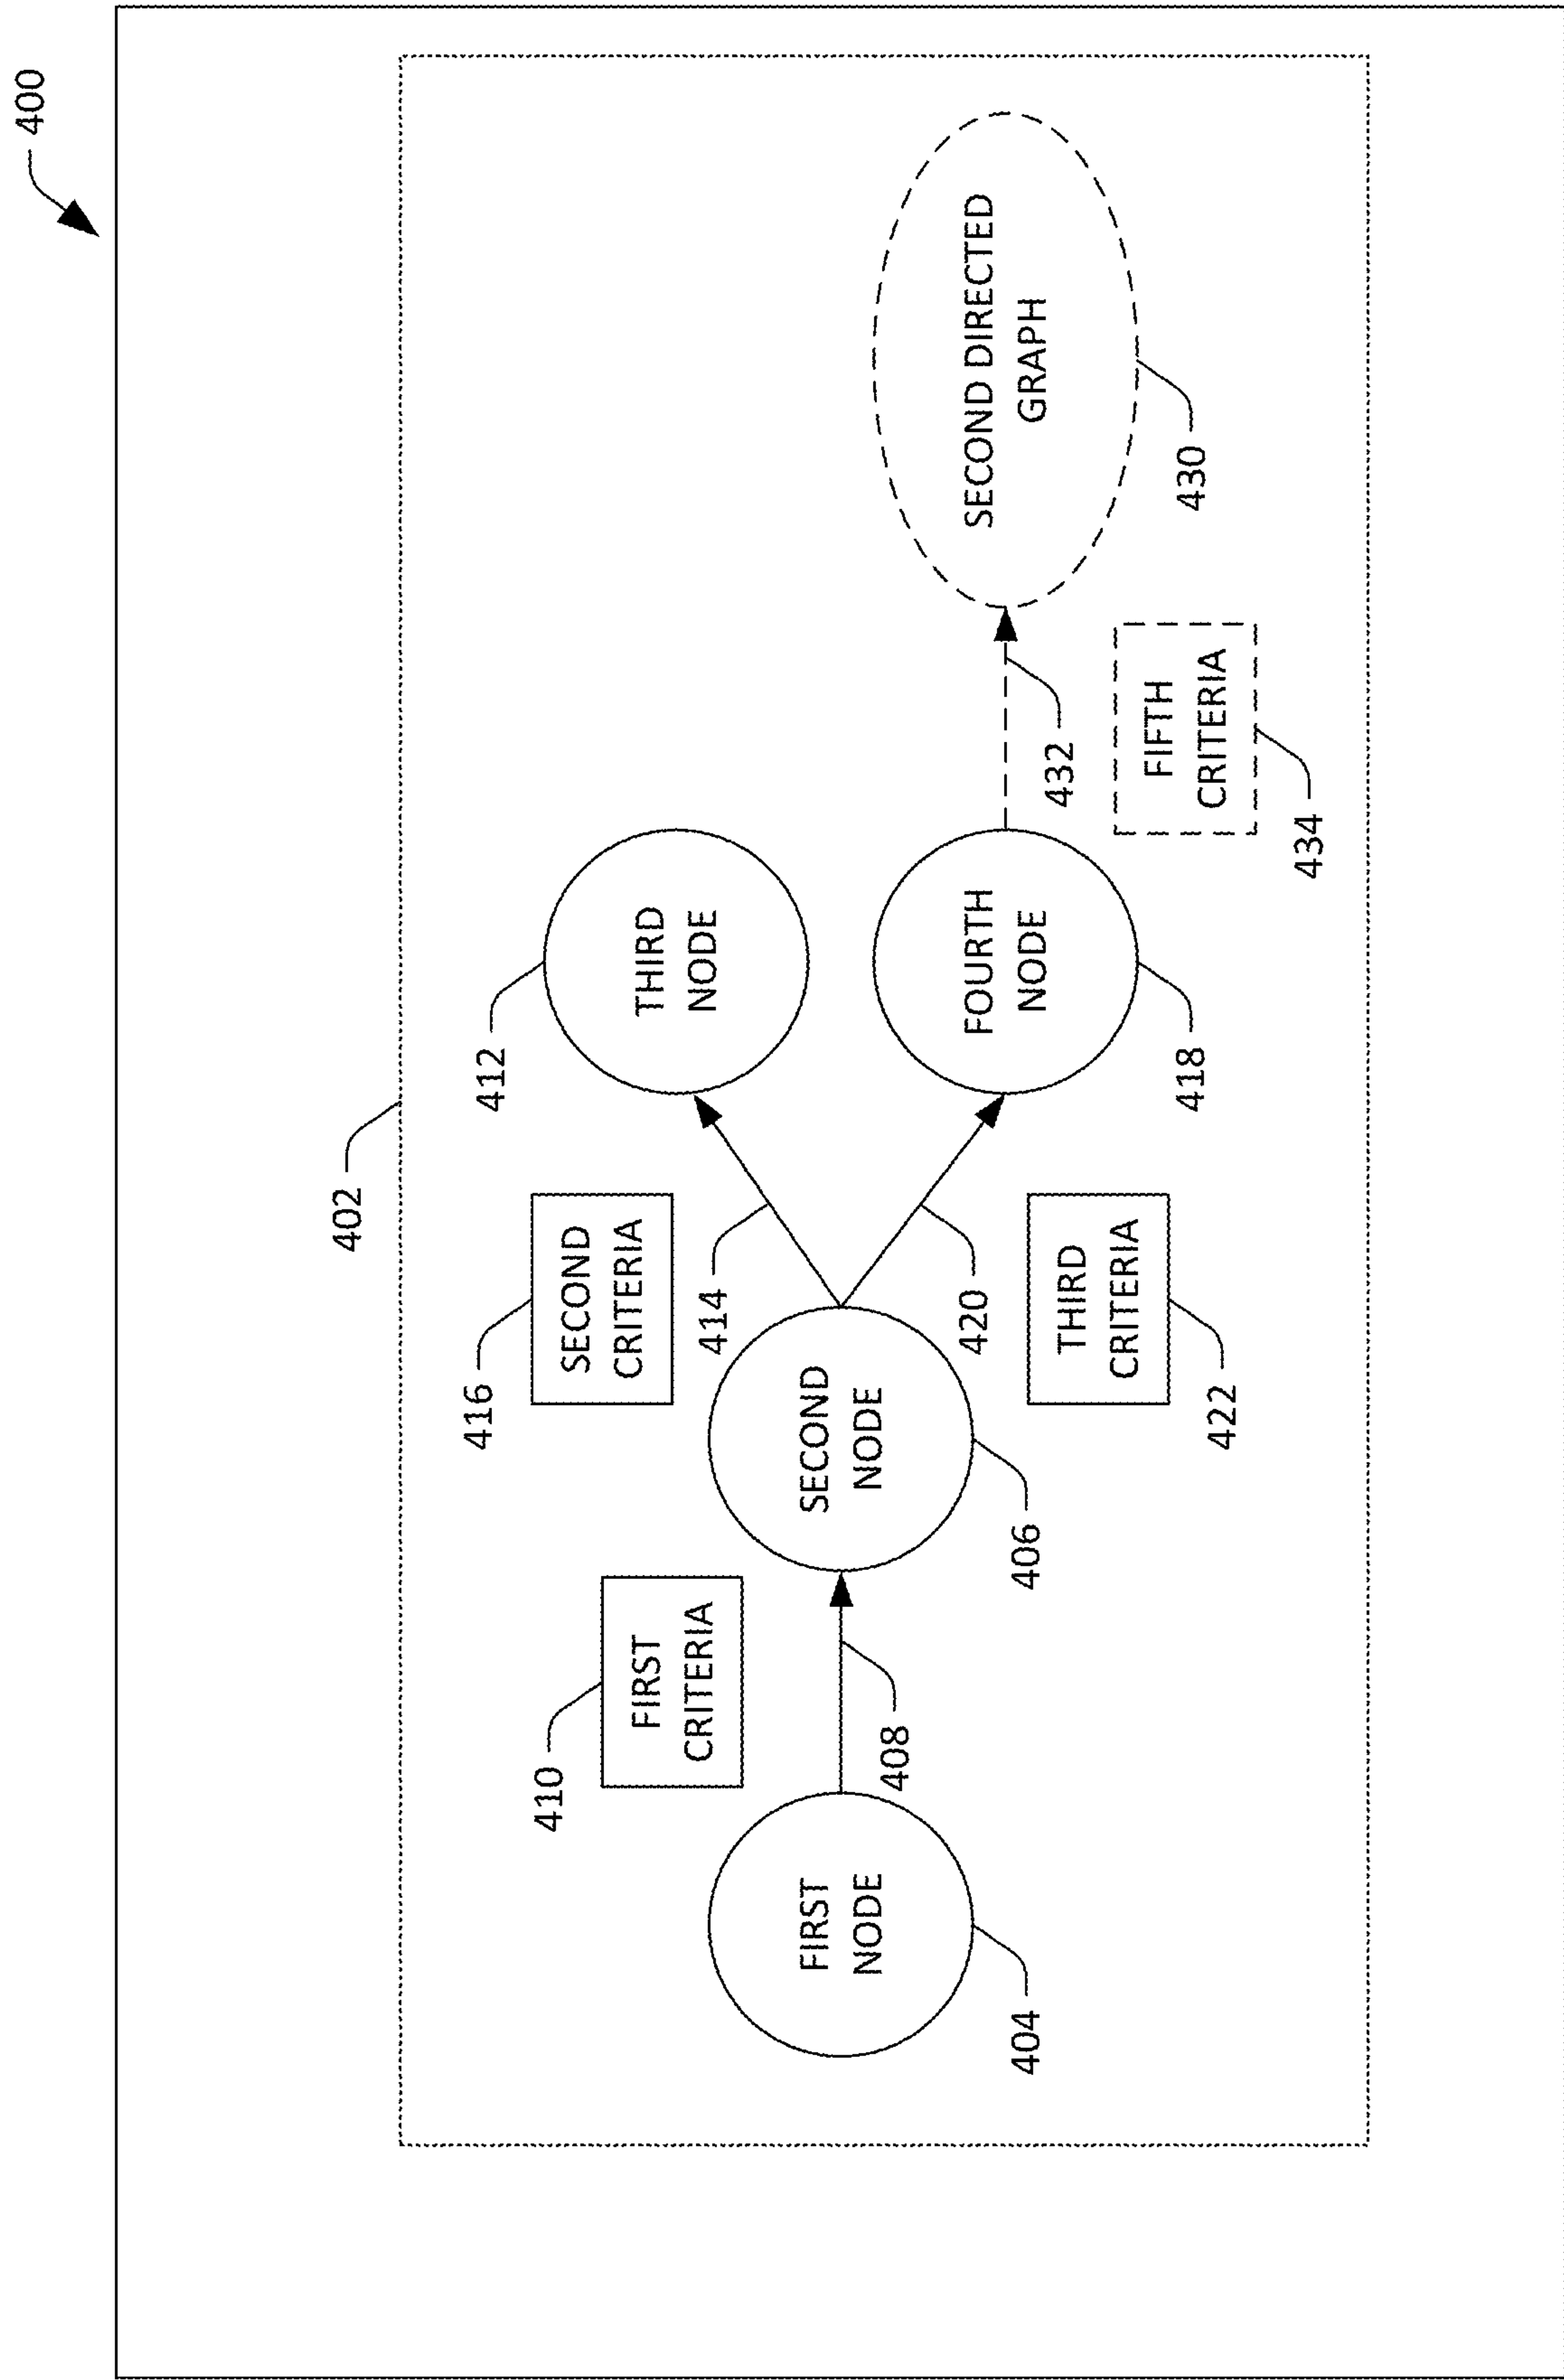 400
402
412
THIRD
NODE
416
SECOND
CRITERIA
414
410
FIRST
CRITERIA
FIRST
NODE
404
408
SECOND
NODE
406
420
THIRD
CRITERIA
422
FOURTH
NODE
418
432
FIFTH
CRITERIA
434
SECOND DIRECTED
GRAPH
430